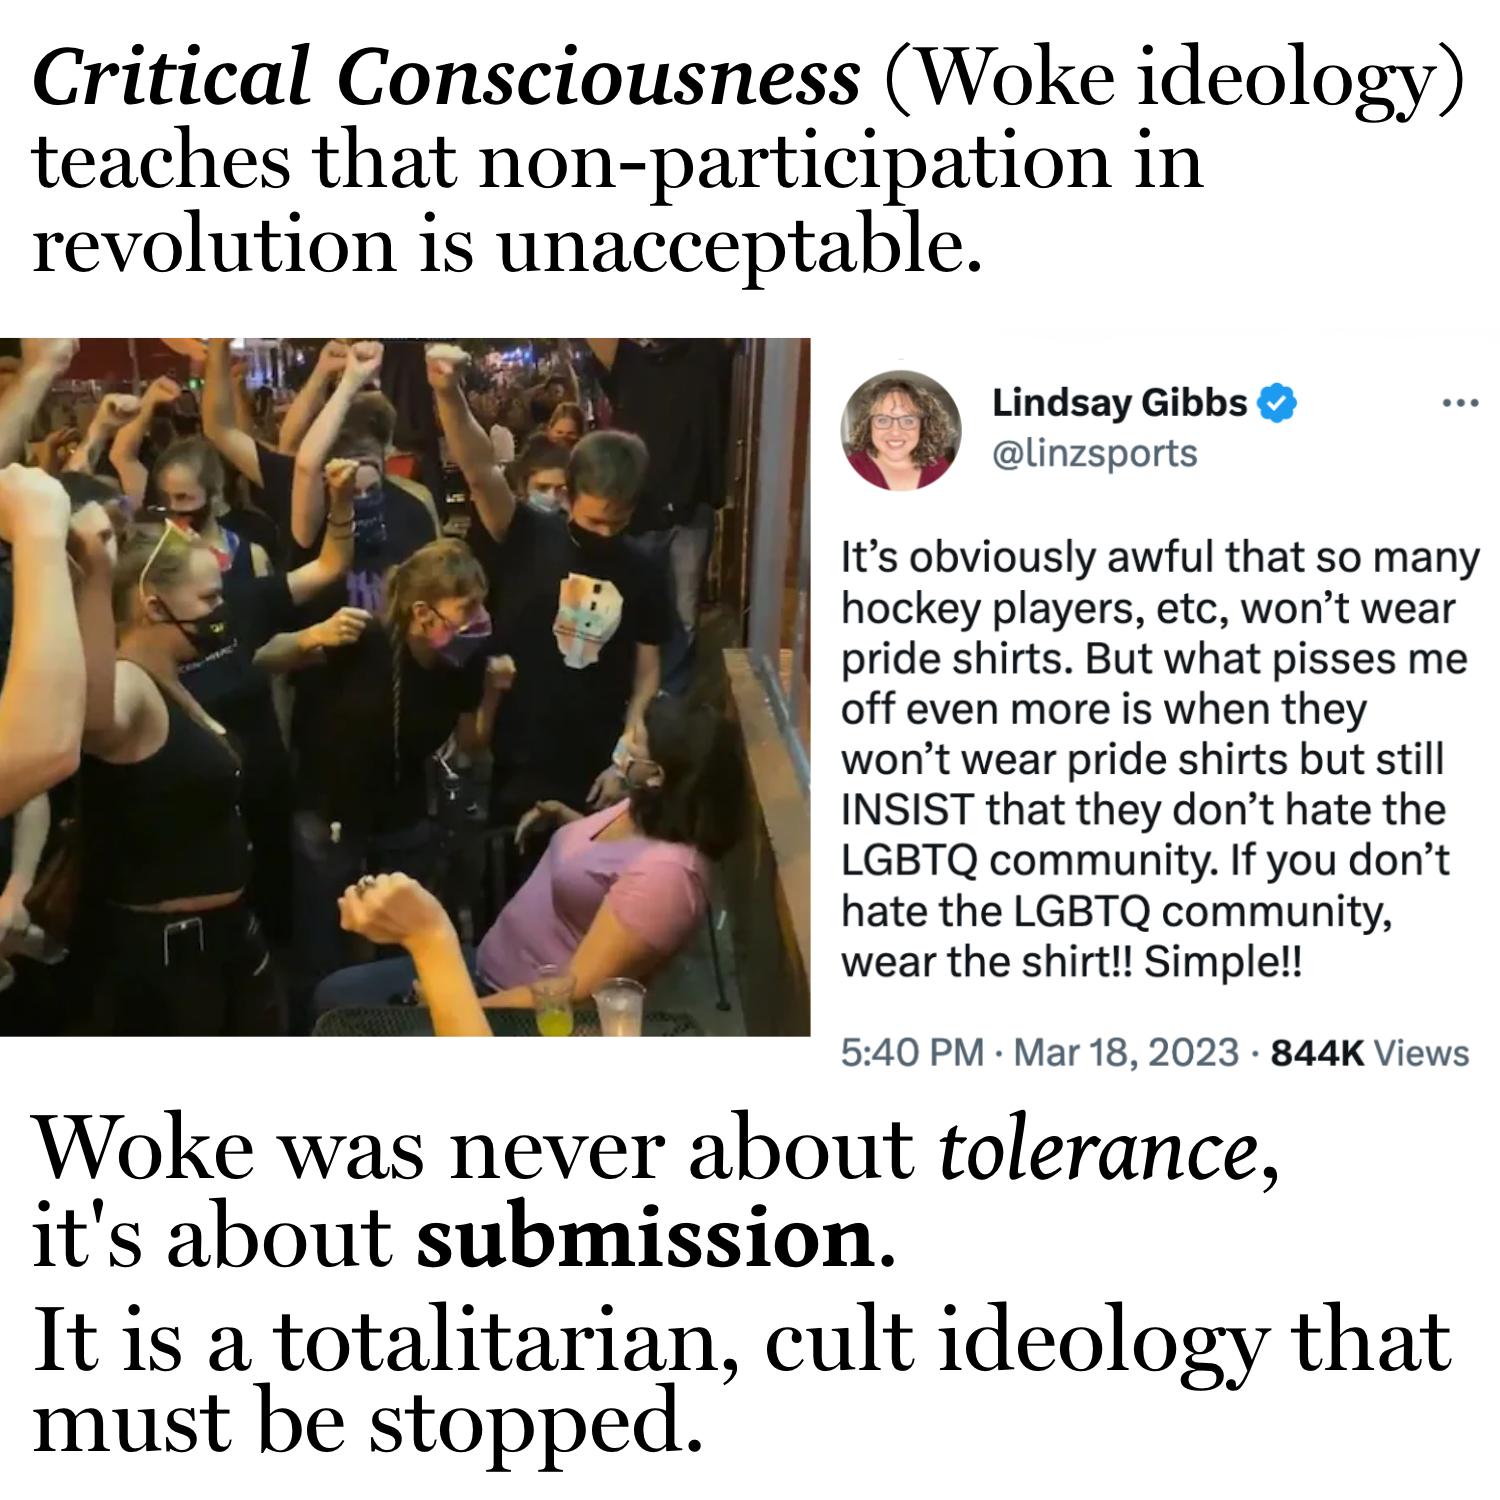 Critical Consciousness (Woke ideology)
teaches that non-participation in
revolution is unacceptable.
Lindsay Gibbs
@linzsports
It’s obviously awful that so many
hockey players, etc, won’t wear
pride shirts. But what pisses me
off even more is when they
won’t wear pride shirts but still
INSIST that they don’t hate the
LGBTQ community. If you don’t
hate the LGBTQ community,
wear the shirt!! Simple!!
5:40 PM · Mar 18, 2023 · 844K Views
Woke was never about tolerance,
it's about submission.
It is a totalitarian, cult ideology that
must be stopped.